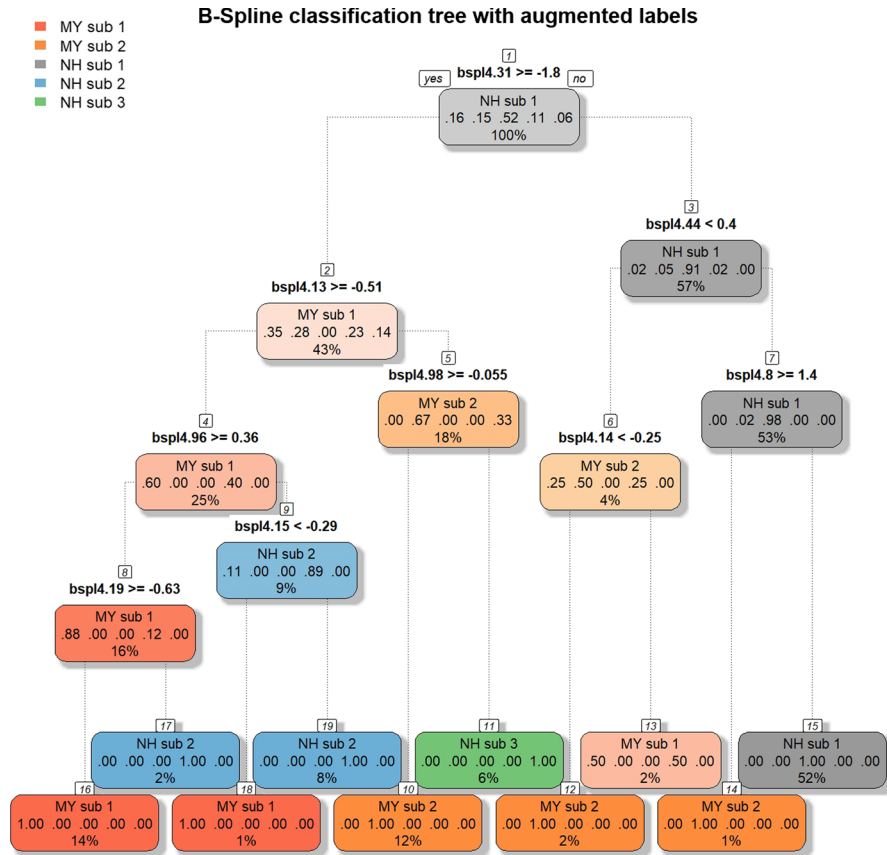 B-Spline classification tree with augmented labels
MY sub 1
MY sub 2
NH sub 1
NH sub 2
NH sub 3
1
bspl4.31 >= -1.8
yes
no
NH sub 1
.16 .15 .52 .11 .06
100%
3
bspl4.44 < 0.4
NH sub 1
.02 .05 .91 .02 .00
57%
2
bspl4.13 >= -0.51
MY sub 1
.35 .28 .00 .23 .14
43%
5
bspl4.98 >= -0.055
MY sub 2
.00 .67 .00 .00 .33
18%
7
bspl4.8 >= 1.4
NH sub 1
.00 .02 .98 .00 .00
53%
4
bspl4.96 >= 0.36
MY sub 1
.60 .00 .00 .40 .00
25%
6
bspl4.14 < -0.25
MY sub 2
.25 .50 .00 .25 .00
4%
9
bspl4.15 < -0.29
NH sub 2
.11 .00 .00 .89 .00
9%
8
bspl4.19 >= -0.63
MY sub 1
.88 .00 .00 .12 .00
16%
17
NH sub 2
.00 .00 .00 1.00 .00
2%
19
NH sub 2
.00 .00 .00 1.00 .00
8%
11
NH sub 3
.00 .00 .00 .00 1.00
6%
13
MY sub 1
.50 .00 .00 .50 .00
2%
15
NH sub 1
.00 .00 1.00 .00 .00
52%
16
MY sub 1
1.00 .00 .00 .00 .00
14%
18
MY sub 1
1.00 .00 .00 .00 .00
1%
10
MY sub 2
.00 1.00 .00 .00 .00
12%
12
MY sub 2
.00 1.00 .00 .00 .00
2%
14
MY sub 2
.00 1.00 .00 .00 .00
1%